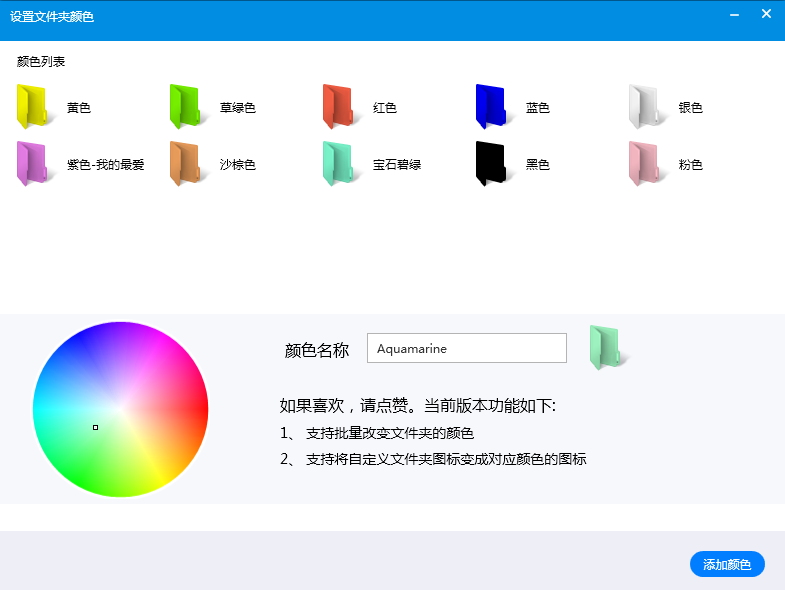 设置文件夹颜色
颜色列表
黄色 草绿色 红色 蓝色 银色
紫色-我的最爱 沙棕色 宝石碧绿 黑色 粉色
颜色名称 Aquamarine
如果喜欢，请点赞。当前版本功能如下:
1、 支持批量改变文件夹的颜色
2、 支持将自定义文件夹图标变成对应颜色的图标
添加颜色